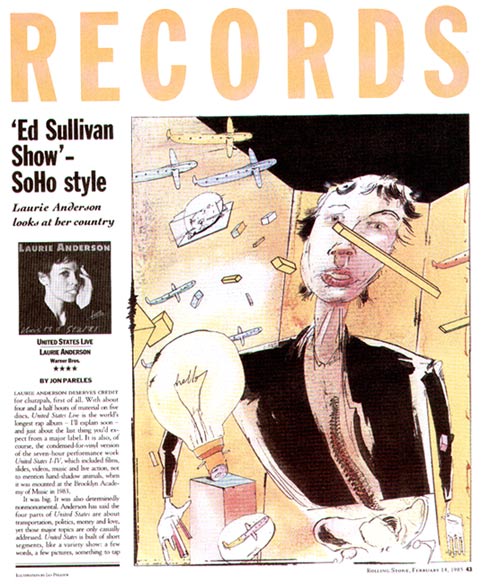 RECORDS
'Ed Sullivan
Show'–
SoHo style
Laurie Anderson
looks at her country
LAURIE ANDERSON
UNITED STATES LIVE
LAURIE ANDERSON
Warner Bros.
★★★★
BY JON PARELES
LAURIE ANDERSON DESERVES CREDIT
for chutzpah, first of all. With about
four and a half hours of material on five
discs, United States Live is the world's
longest rap album – I'll explain soon –
and just about the last thing you'd ex-
pect from a major label. It is also, of
course, the condensed-for-vinyl version
of the seven-hour performance work
United States I-IV, which included films,
slides, videos, music and live action, not
to mention hand-shadow animals, when
it was mounted at the Brooklyn Acade-
my of Music in 1983.
It was big. It was also determinedly
nonmonumental. Anderson has said the
four parts of United States are about
transportation, politics, money and love,
yet those major topics are only casually
addressed. United States is built of short
segments, like a variety show: a few
words, a few pictures, something to tap
hello
ILLUSTRATION BY
ROLLING STONE, FEBRUARY 14, 1985 43